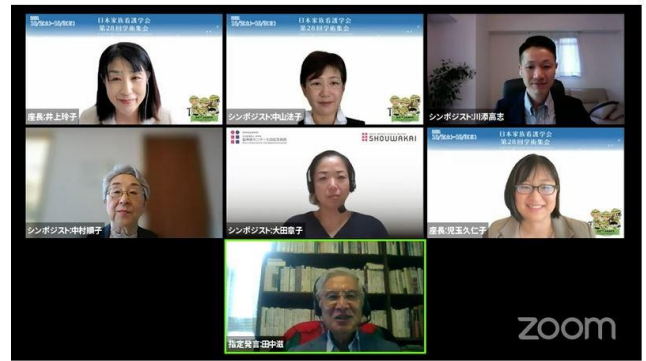 日本家族看護学会
第28回学術集会
座長:井上玲子
日本家族看護学会
第28回学術集会
シンポジスト:中山法子
シンポジスト:川添高志
シンポジスト:中村順子
SHOUWAKAI
シンポジスト:大田章子
日本家族看護学会
第28回学術集会
座長:児玉久仁子
指定発言:田中滋
zoom